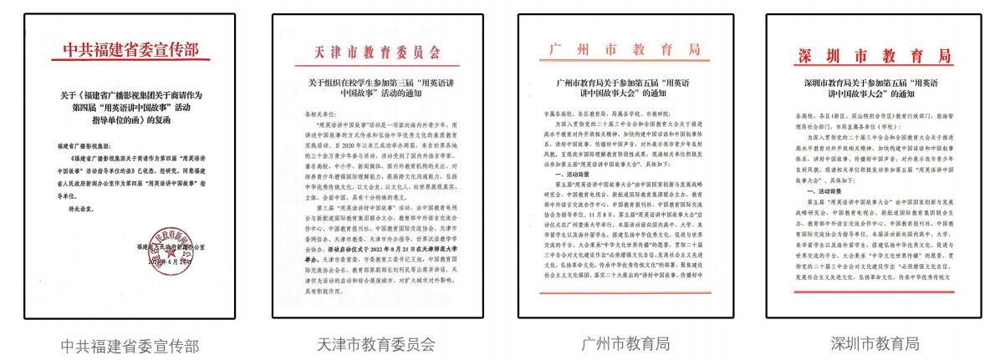 中共福建省委宣传部
关于《福建省广播影视集团关于商请作为
第四届“用英语讲中国故事”活动
指导单位的函》的复函
福建省广播影视集团:
《福建省广播影视集团关于商请作为第四届“用英语讲
中国故事”活动指导单位的函》已收悉。经研究,同意福建
省人民政府新闻办公室作为第四届“用英语讲中国故事”指
导单位。
特此函复。
福建省人民政府新闻办公室
中共福建省委宣传部
天津市教育委员会
关于组织在校学生参加第三届“用英语讲
中国故事”活动的通知
各相关单位:
“用英语讲中国故事”活动是一项面向海内外青少年,用
讲述中国故事的方式传承和弘扬中华优秀文化的素质教育
实践活动。自2020年以来已成功举办两届,来自世界各地
的三十余万青少年参与活动,活动受到了国内外语言学家、
著名高校、中小学、新闻媒体、国内外教育机构的关注,对
培养青少年增强国际理解能力,提高跨文化沟通能力,弘扬
中华优秀传统文化,以文会友、以文化人,向世界展现真实、
立体、全面中国,具有十分特殊的意义。
第三届“用英语讲好中国故事”活动,由中国教育电视
台与新航道国际教育集团联合主办,教育部中外语言交流合
作中心、中国教育报刊社、中国教育国际交流协会、天津市
委网信办、天津市教委、天津市外办指导,世界汉语教学学
会协办。活动启动仪式于2022年8月21日在天津师范大学
举办,天津市委常委、市委教育工委书记王旭,中国教育国
际交流协会会长、教育部原副部长刘利民等出席并讲话。天
津作为活动的启动和综合展演城市,对扩大城市对外影响,
具有积极作用。
天津市教育委员会
广州市教育局
广州市教育局关于参加第五届“用英语
讲中国故事大会”的通知
市属各高校、各区教育局,局属各学校、市教研院:
为深入贯彻党的二十届三中全会和全国教育大会关于推进
高水平教育对外开放相关精神,加快构建中国话语和中国叙事体
系,讲好中国故事、传播好中国声音,对外展示我市青少年良好
风貌,呈现我市国际理解教育阶段性成果,现请相关单位积极发
动参加第五届“用英语讲中国故事大会”。具体如下:
一、活动背景
第五届“用英语讲中国故事大会”由中国国家创新与发展战略
研究会、中国教育电视台、新航道国际教育集团联合主办,教育
部中外语言交流合作中心、中国教育报刊社、中国教育国际交流
协会为指导单位。11月8日,第五届“用英语讲中国故事大会”启
动仪式在广州暨南大学举行。本届活动面向国内高中、大学、来
华留学生以及海外留学生,搭建弘扬中华优秀文化、促进与世界
交流的平台。大会秉承“中华文化世界传播”的愿景,贯彻二十届
三中全会对文化建设作出“必须增强文化自信,发展社会主义先进
文化,弘扬革命文化,传承中华优秀传统文化”的部署,聚焦建设
社会主义文化强国,落实二十大提出的“讲好中国故事、传播好中
广州市教育局
深圳市教育局
深圳市教育局关于参加第五届“用英语
讲中国故事大会”的通知
各高校,各区(新区、深汕特别合作区)教育行政部门,前海管
理局社会部门,市局直属各单位(学校):
为深入贯彻党的二十届三中全会和全国教育大会关于推进
高水平教育对外开放相关精神,加快构建中国话语和中国叙事
体系,讲好中国故事,传播好中国声音,对外展示我市青少年
良好风貌,现请相关单位积极发动参加第五届“用英语讲中国
故事大会”。具体如下:
一、活动背景
第五届“用英语讲中国故事大会”由中国国家创新与发展
战略研究会、中国教育电视台、新航道国际教育集团联合主
办,教育部中外语言交流合作中心、中国教育报刊社、中国教育
国际交流协会为指导单位。本届活动面向国内高中、大学、
来华留学生以及海外留学生,搭建弘扬中华优秀文化、促进与
世界交流的平台。大会秉承“中华文化世界传播”的愿景,贯
彻党的二十届三中全会对文化建设作出“必须增强文化自信,
发展社会主义先进文化,弘扬革命文化,传承中华优秀传统文
深圳市教育局